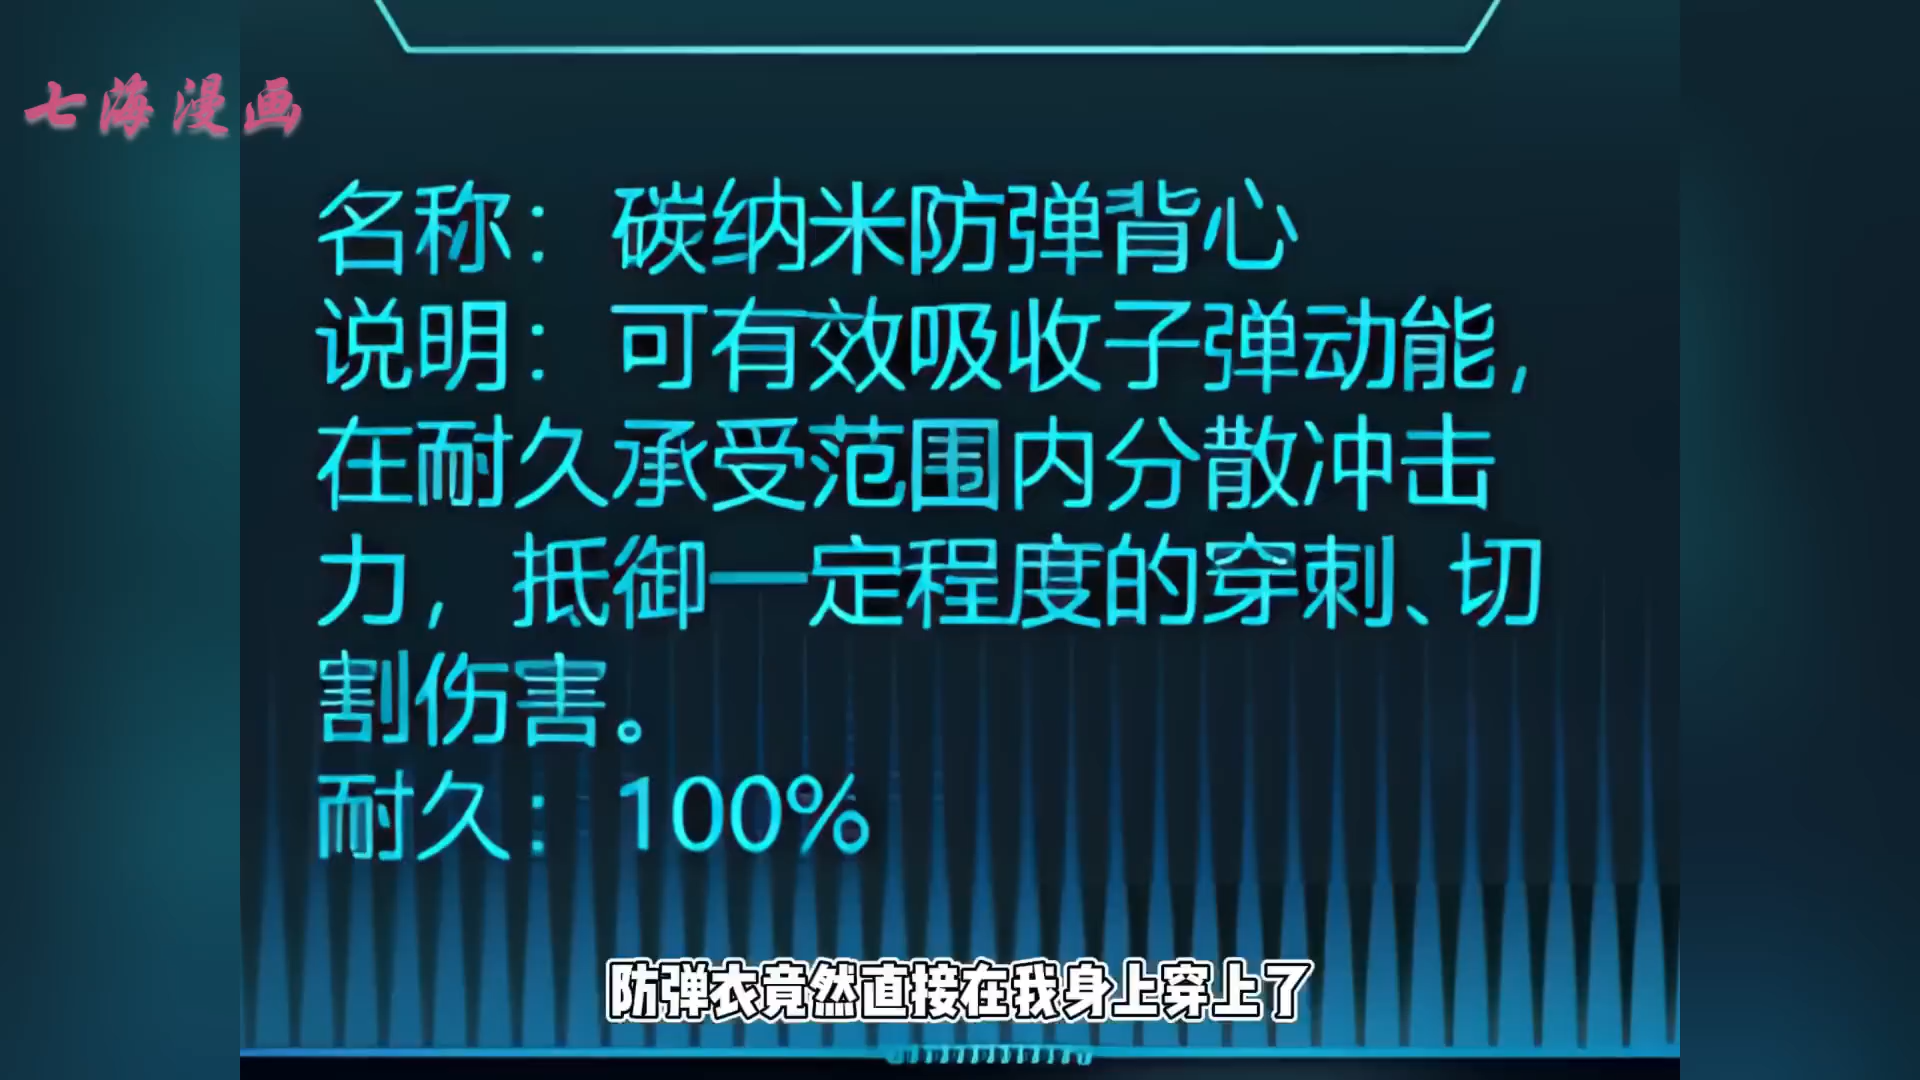 七海漫画
名称：碳纳米防弹背心
说明：可有效吸收子弹动能，
在耐久承受范围内分散冲击
力，抵御一定程度的穿刺、切
割伤害。
耐久：100%
防弹衣竟然直接在我身上穿上了